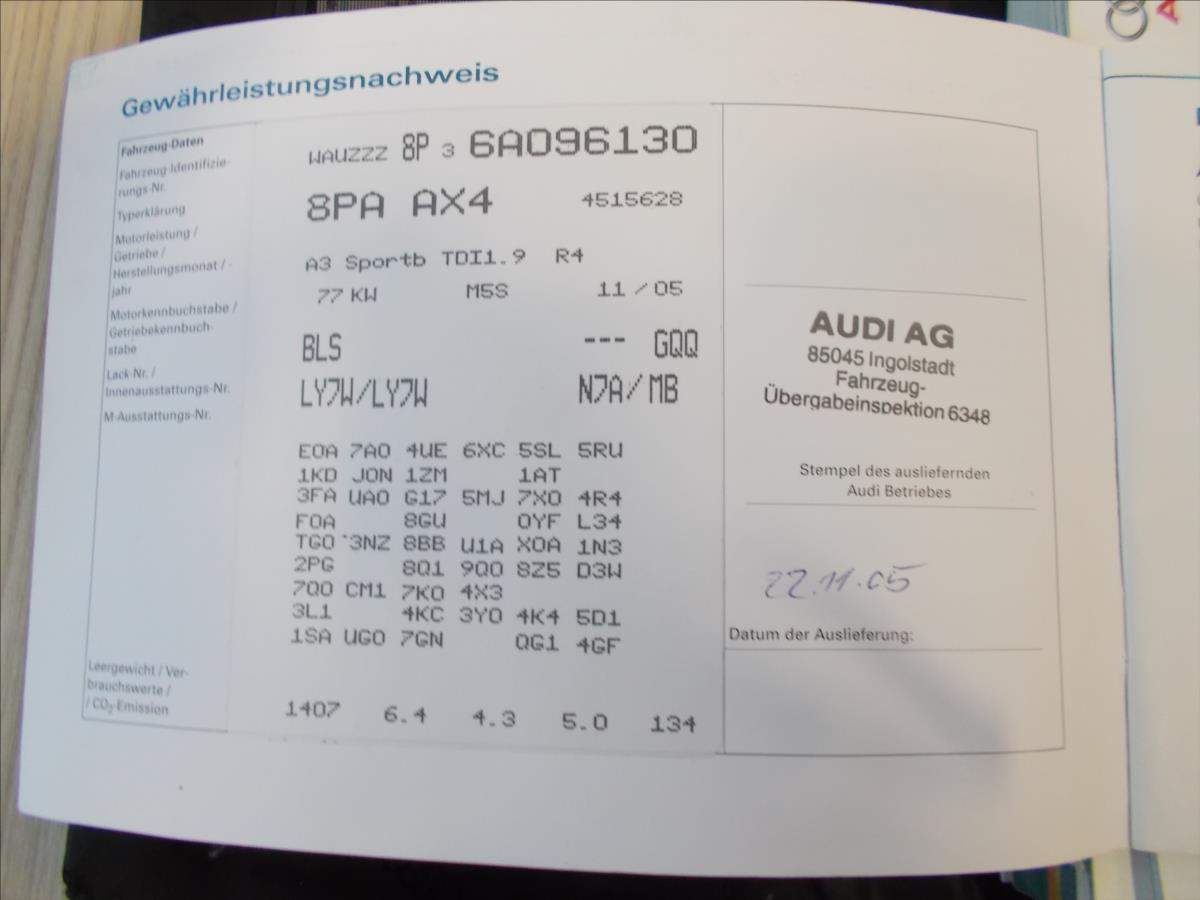 Gewährleistungsnachweis
Fahrzeug-Daten
Fahrzeug-Identifizie-
rungs-Nr.
Typerklärung
Motorleistung /
Getriebe /
Herstellungsmonat / -
jahr
Motorkennbuchstabe /
Getriebekennbuch-
stabe
Lack-Nr. /
Innenausstattungs-Nr.
M-Ausstattungs-Nr.
Leergewicht / Ver-
brauchswerte /
/ CO₂-Emission
WAUZZZ 8P 3 6A096130
8PA AX4 4515628
A3 Sportb TDI1.9 R4
77 KW M5S 11 / 05
BLS --- GQQ
LY7W/LY7W N7A/MB
E0A 7A0 4UE 6XC 5SL 5RU
1KD J0N 1ZM 1AT
3FA UA0 G17 5MJ 7X0 4R4
F0A 8GU 0YF L34
TG0 3NZ 8BB U1A X0A 1N3
2PG 8Q1 9Q0 8Z5 D3W
7Q0 CM1 7K0 4X3
3L1 4KC 3Y0 4K4 5D1
1SA UG0 7GN QG1 4GF
1407 6.4 4.3 5.0 134
AUDI AG
85045 Ingolstadt
Fahrzeug-
Übergabeinspektion 6348
Stempel des ausliefernden
Audi Betriebes
22.11.05
Datum der Auslieferung: